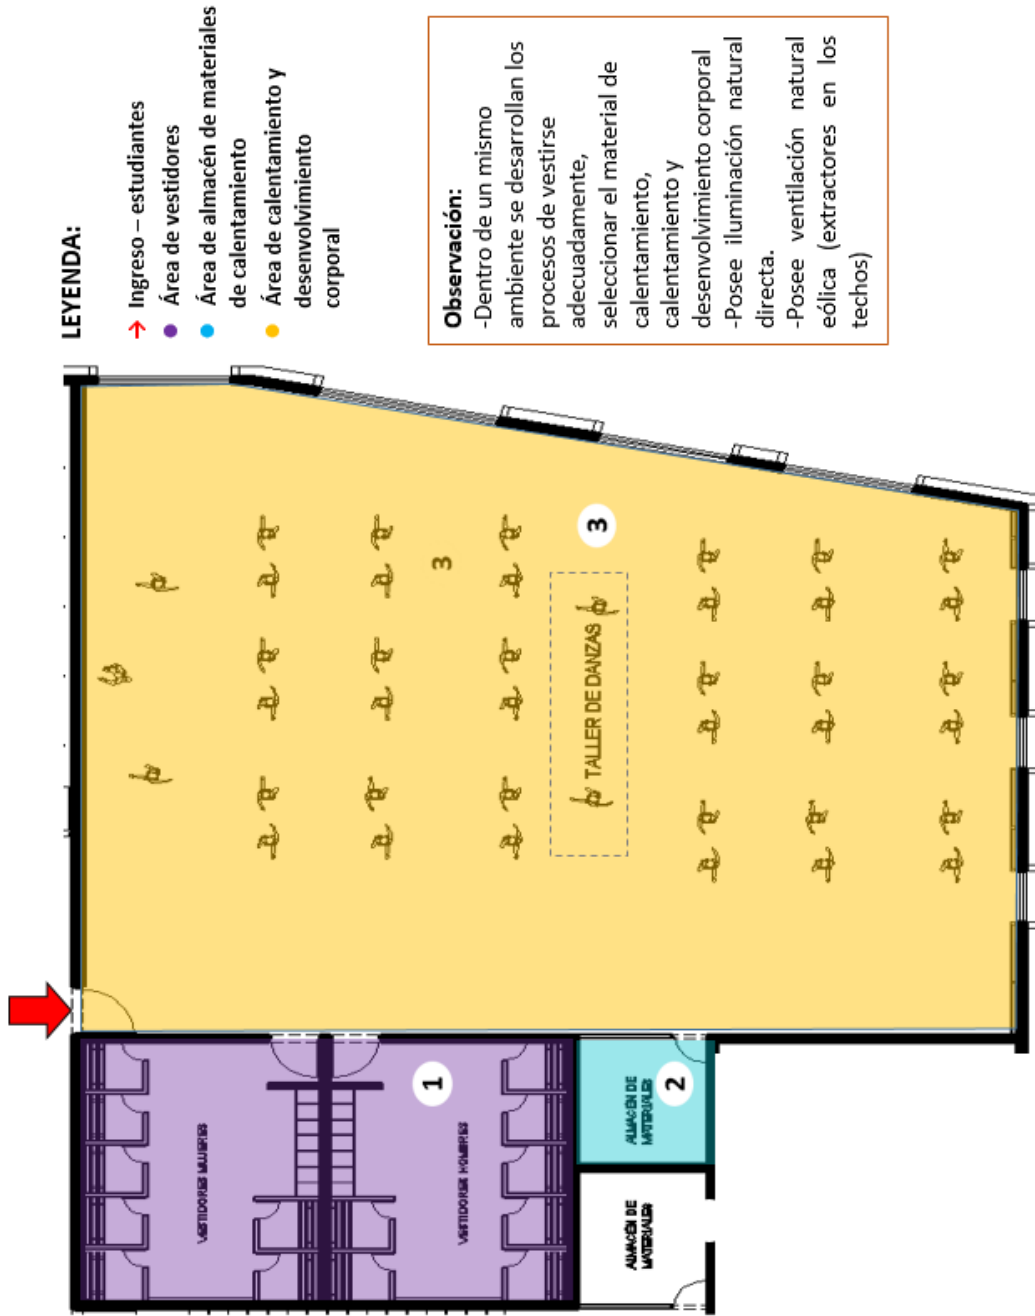 LEYENDA:
Ingreso – estudiantes
Área de vestidores
Área de almacén de materiales
de calentamiento
Área de calentamiento y
desenvolvimiento
corporal
Observación:
-Dentro de un mismo
ambiente se desarrollan los
procesos de vestirse
adecuadamente,
seleccionar el material de
calentamiento,
calentamiento y
desenvolvimiento corporal
-Posee iluminación natural
directa.
-Posee ventilación natural
eólica (extractores en los
techos)
3
3
TALLER DE DANZAS
1
VESTIDORES MUJERES
VESTIDORES HOMBRES
2
ALMACÉN DE
MATERIALES
ALMACÉN DE
MATERIALES